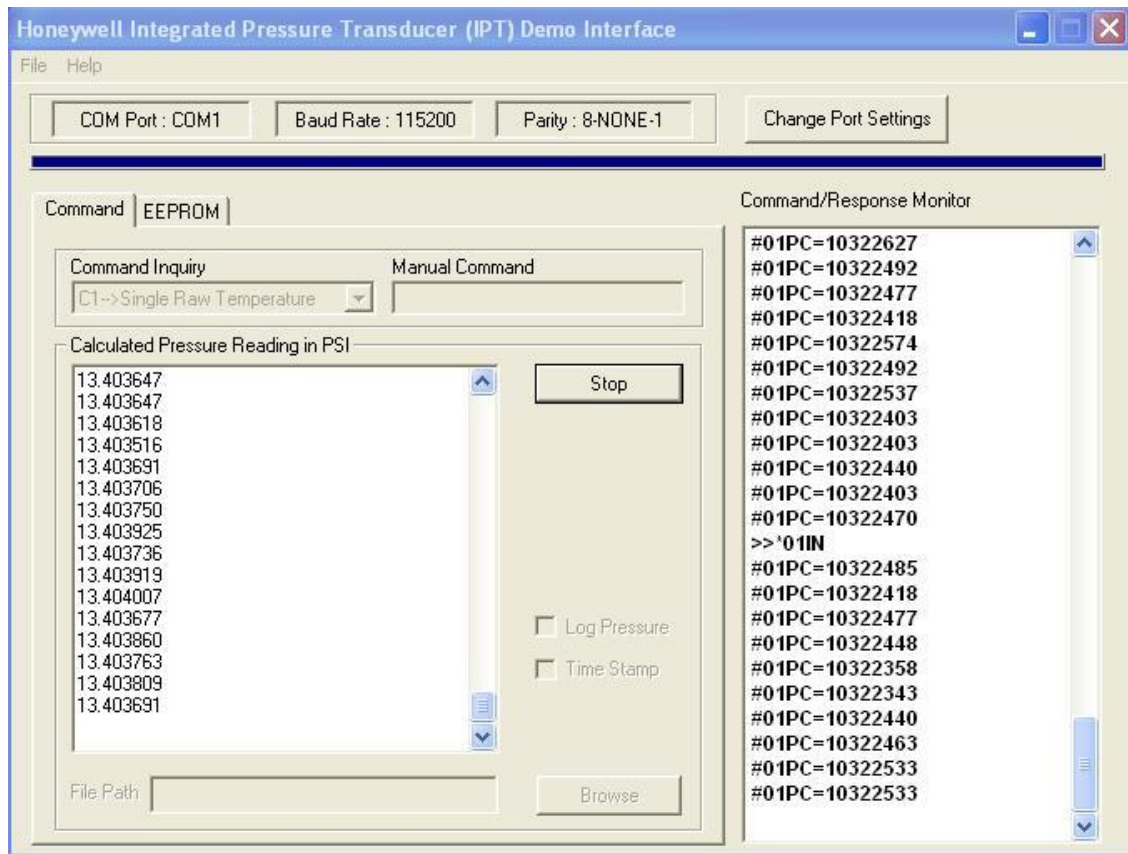 Honeywell Integrated Pressure Transducer (IPT) Demo Interface
File Help
COM Port : COM1
Baud Rate : 115200
Parity : 8-NONE-1
Change Port Settings
Command
EEPROM
Command Inquiry
Manual Command
C1-->Single Raw Temperature
Calculated Pressure Reading in PSI
13.403647
13.403647
13.403618
13.403516
13.403691
13.403706
13.403750
13.403925
13.403736
13.403919
13.404007
13.403677
13.403860
13.403763
13.403809
13.403691
Stop
Log Pressure
Time Stamp
File Path
Browse
Command/Response Monitor
#01PC=10322627
#01PC=10322492
#01PC=10322477
#01PC=10322418
#01PC=10322574
#01PC=10322492
#01PC=10322537
#01PC=10322403
#01PC=10322403
#01PC=10322440
#01PC=10322403
#01PC=10322470
>>*01IN
#01PC=10322485
#01PC=10322418
#01PC=10322477
#01PC=10322448
#01PC=10322358
#01PC=10322343
#01PC=10322440
#01PC=10322463
#01PC=10322533
#01PC=10322533